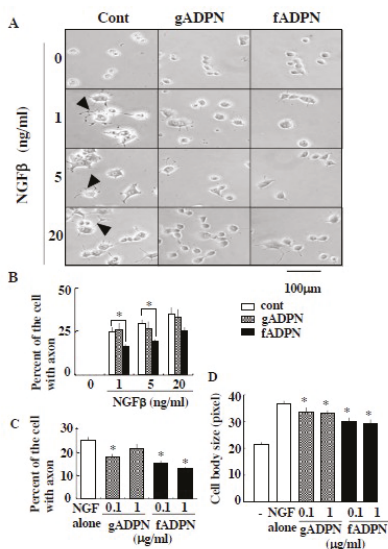 A
Cont gADPN fADPN
NGFβ (ng/ml)
0
1
5
20
100μm
B
Percent of the cell
with axon
50
25
0
*
*
cont
gADPN
fADPN
0 1 5 20
NGFβ (ng/ml)
C
Percent of the cell
with axon
30
20
10
0
*
*
*
NGF
alone
0.1 1 0.1 1
gADPN fADPN
(μg/ml)
D
Cell body size (pixel)
40
30
20
10
0
*
*
*
*
-
NGF
alone
0.1 1 0.1 1
gADPN fADPN
(μg/ml)